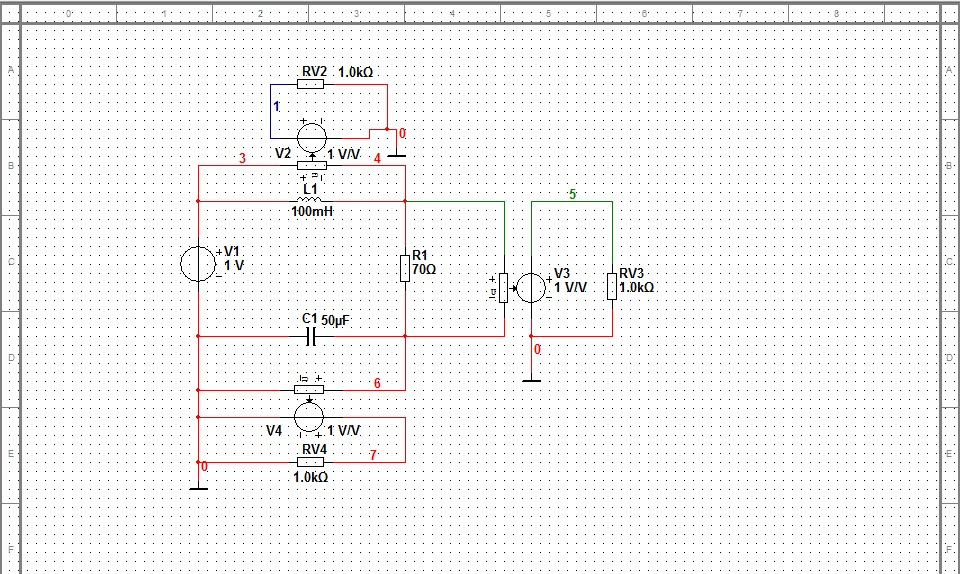 0 1 2 3 4 5 6 7 8
A A
RV2 1.0kΩ
1
+ −
0
V2 1 V/V
B B
3 4
+ −
L1
100mH
5
C C
+ V1
1 V
−
R1
70Ω
+ −
+ V3
1 V/V
−
RV3
1.0kΩ
C1 50µF
D D
0
− +
6
V4 1 V/V
− +
E E
RV4 7
0
1.0kΩ
F F